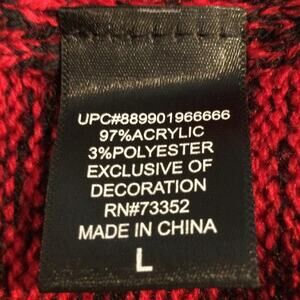 UPC#889901966666
97%ACRYLIC
3%POLYESTER
EXCLUSIVE OF
DECORATION
RN#73352
MADE IN CHINA
L